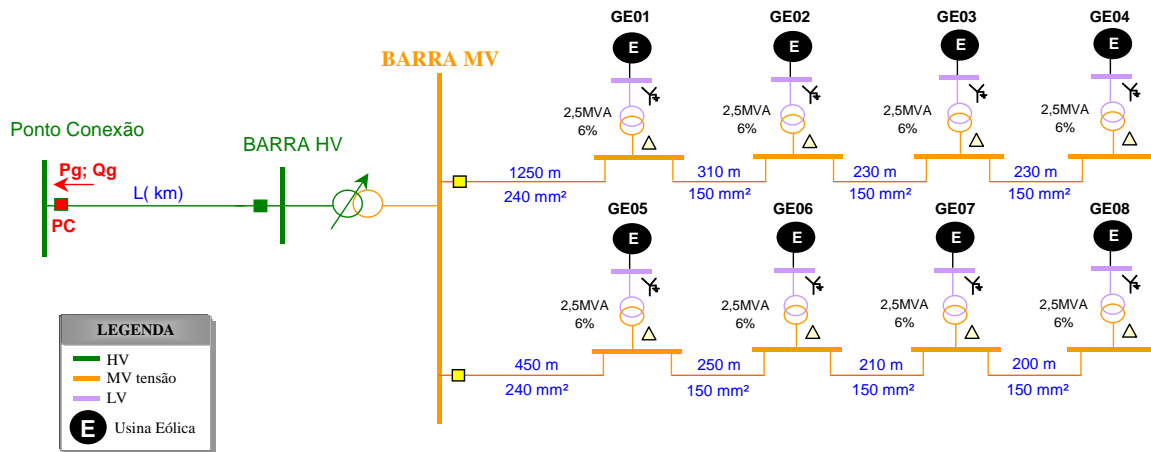 GE01 GE02 GE03 GE04
E E E E
BARRA MV
2,5MVA 2,5MVA 2,5MVA 2,5MVA
6% 6% 6% 6%
Ponto Conexão
BARRA HV
Pg; Qg
L( km)
PC
1250 m 310 m 230 m 230 m
240 mm² 150 mm² 150 mm² 150 mm²
GE05 GE06 GE07 GE08
E E E E
2,5MVA 2,5MVA 2,5MVA 2,5MVA
6% 6% 6% 6%
450 m 250 m 210 m 200 m
240 mm² 150 mm² 150 mm² 150 mm²
LEGENDA
HV
MV tensão
LV
E Usina Eólica